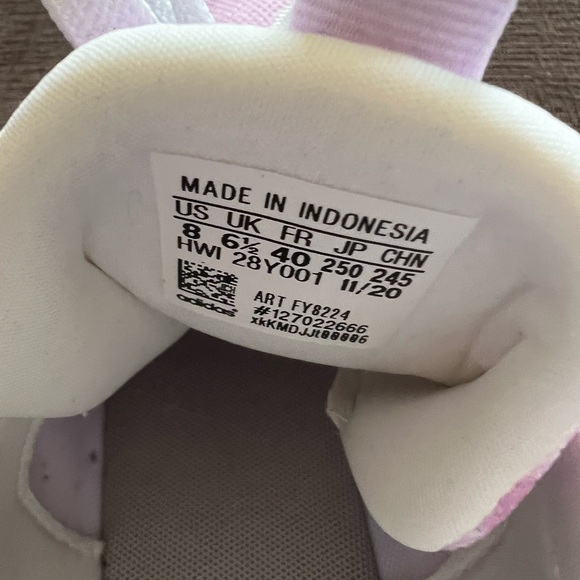 MADE IN INDONESIA
US UK FR JP CHN
8 6½ 40 250 245
HWI 28Y001 11/20
ART FY8224
#127022666
adidas